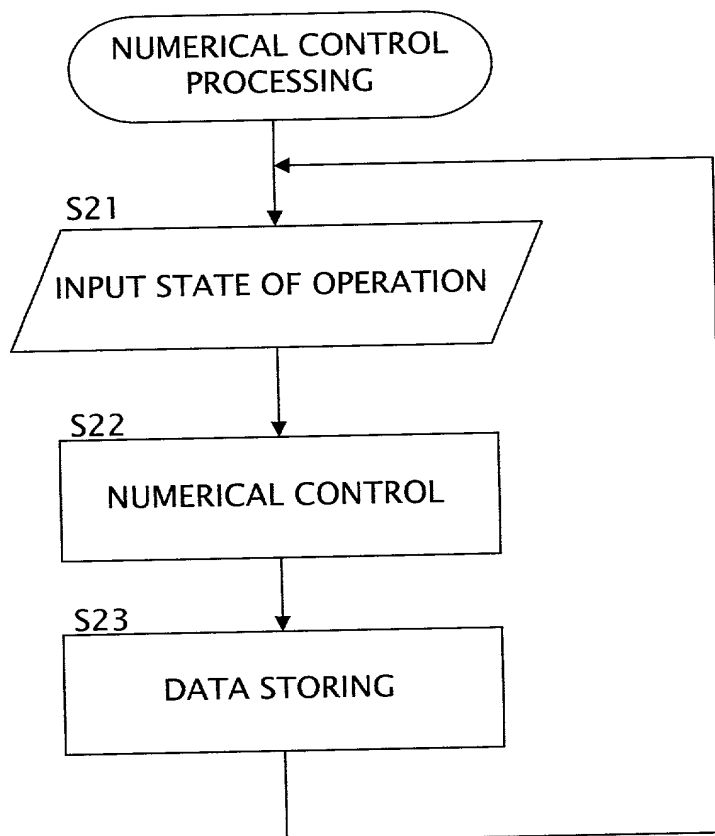 NUMERICAL CONTROL
PROCESSING
S21
INPUT STATE OF OPERATION
S22
NUMERICAL CONTROL
S23
DATA STORING